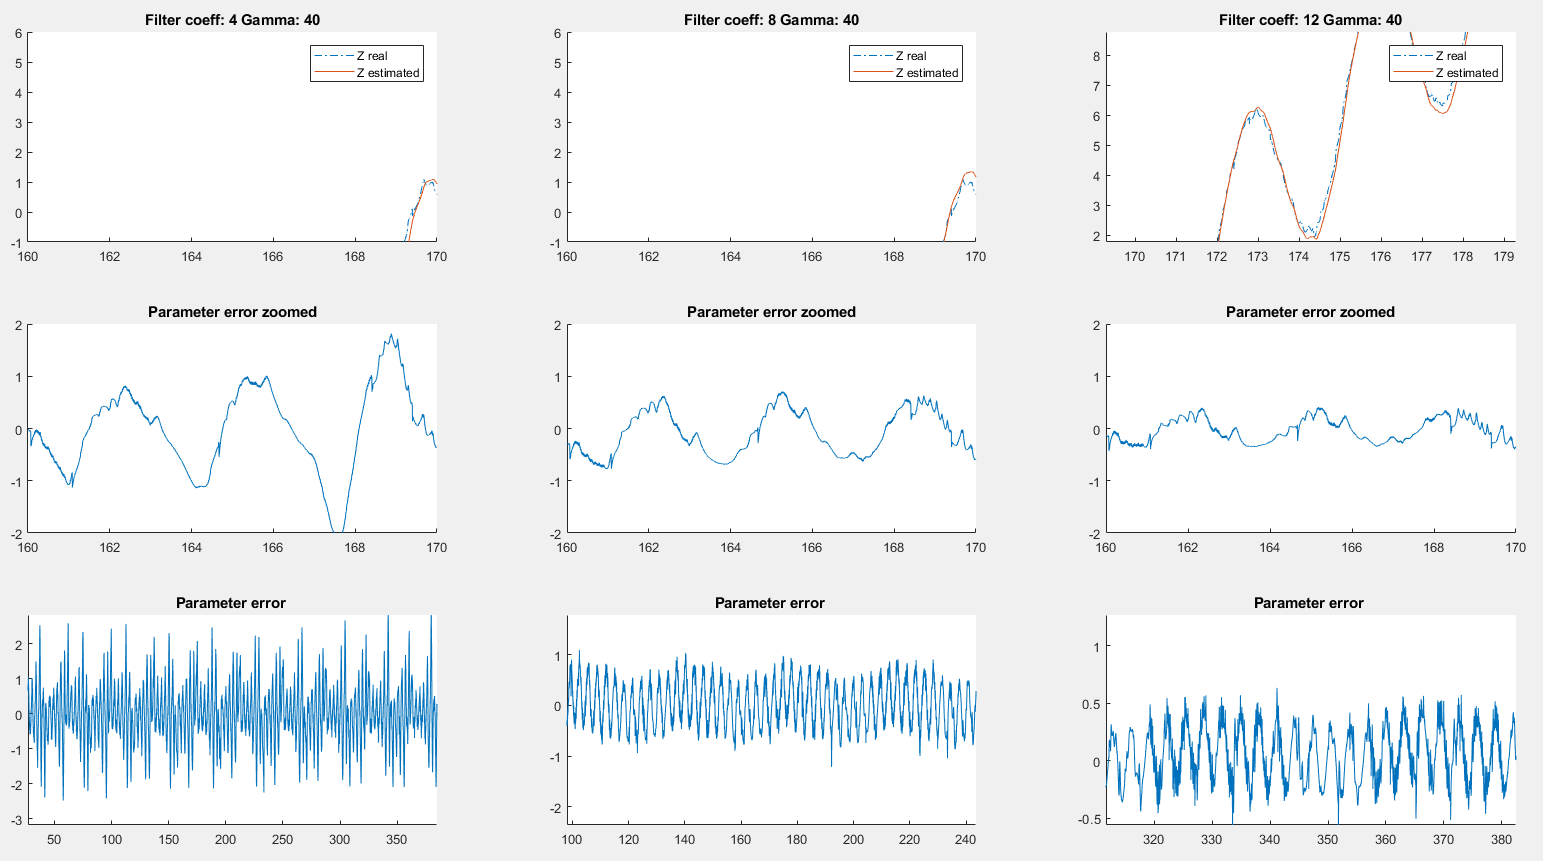 Filter coeff: 4 Gamma: 40
6
5
4
3
2
1
0
-1
160 162 164 166 168 170
Z real
Z estimated
Filter coeff: 8 Gamma: 40
6
5
4
3
2
1
0
-1
160 162 164 166 168 170
Z real
Z estimated
Filter coeff: 12 Gamma: 40
8
7
6
5
4
3
2
170 171 172 173 174 175 176 177 178 179
Z real
Z estimated
Parameter error zoomed
2
1
0
-1
-2
160 162 164 166 168 170
Parameter error zoomed
2
1
0
-1
-2
160 162 164 166 168 170
Parameter error zoomed
2
1
0
-1
-2
160 162 164 166 168 170
Parameter error
2
1
0
-1
-2
-3
50 100 150 200 250 300 350
Parameter error
1
0
-1
-2
100 120 140 160 180 200 220 240
Parameter error
1
0.5
0
-0.5
320 330 340 350 360 370 380